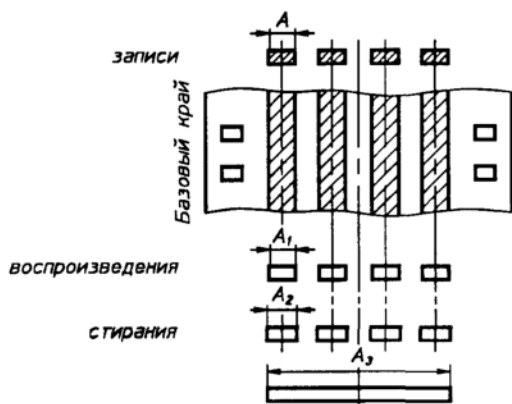 A
записи
Базовый край
A₁
воспроизведения
A₂
стирания
A₃